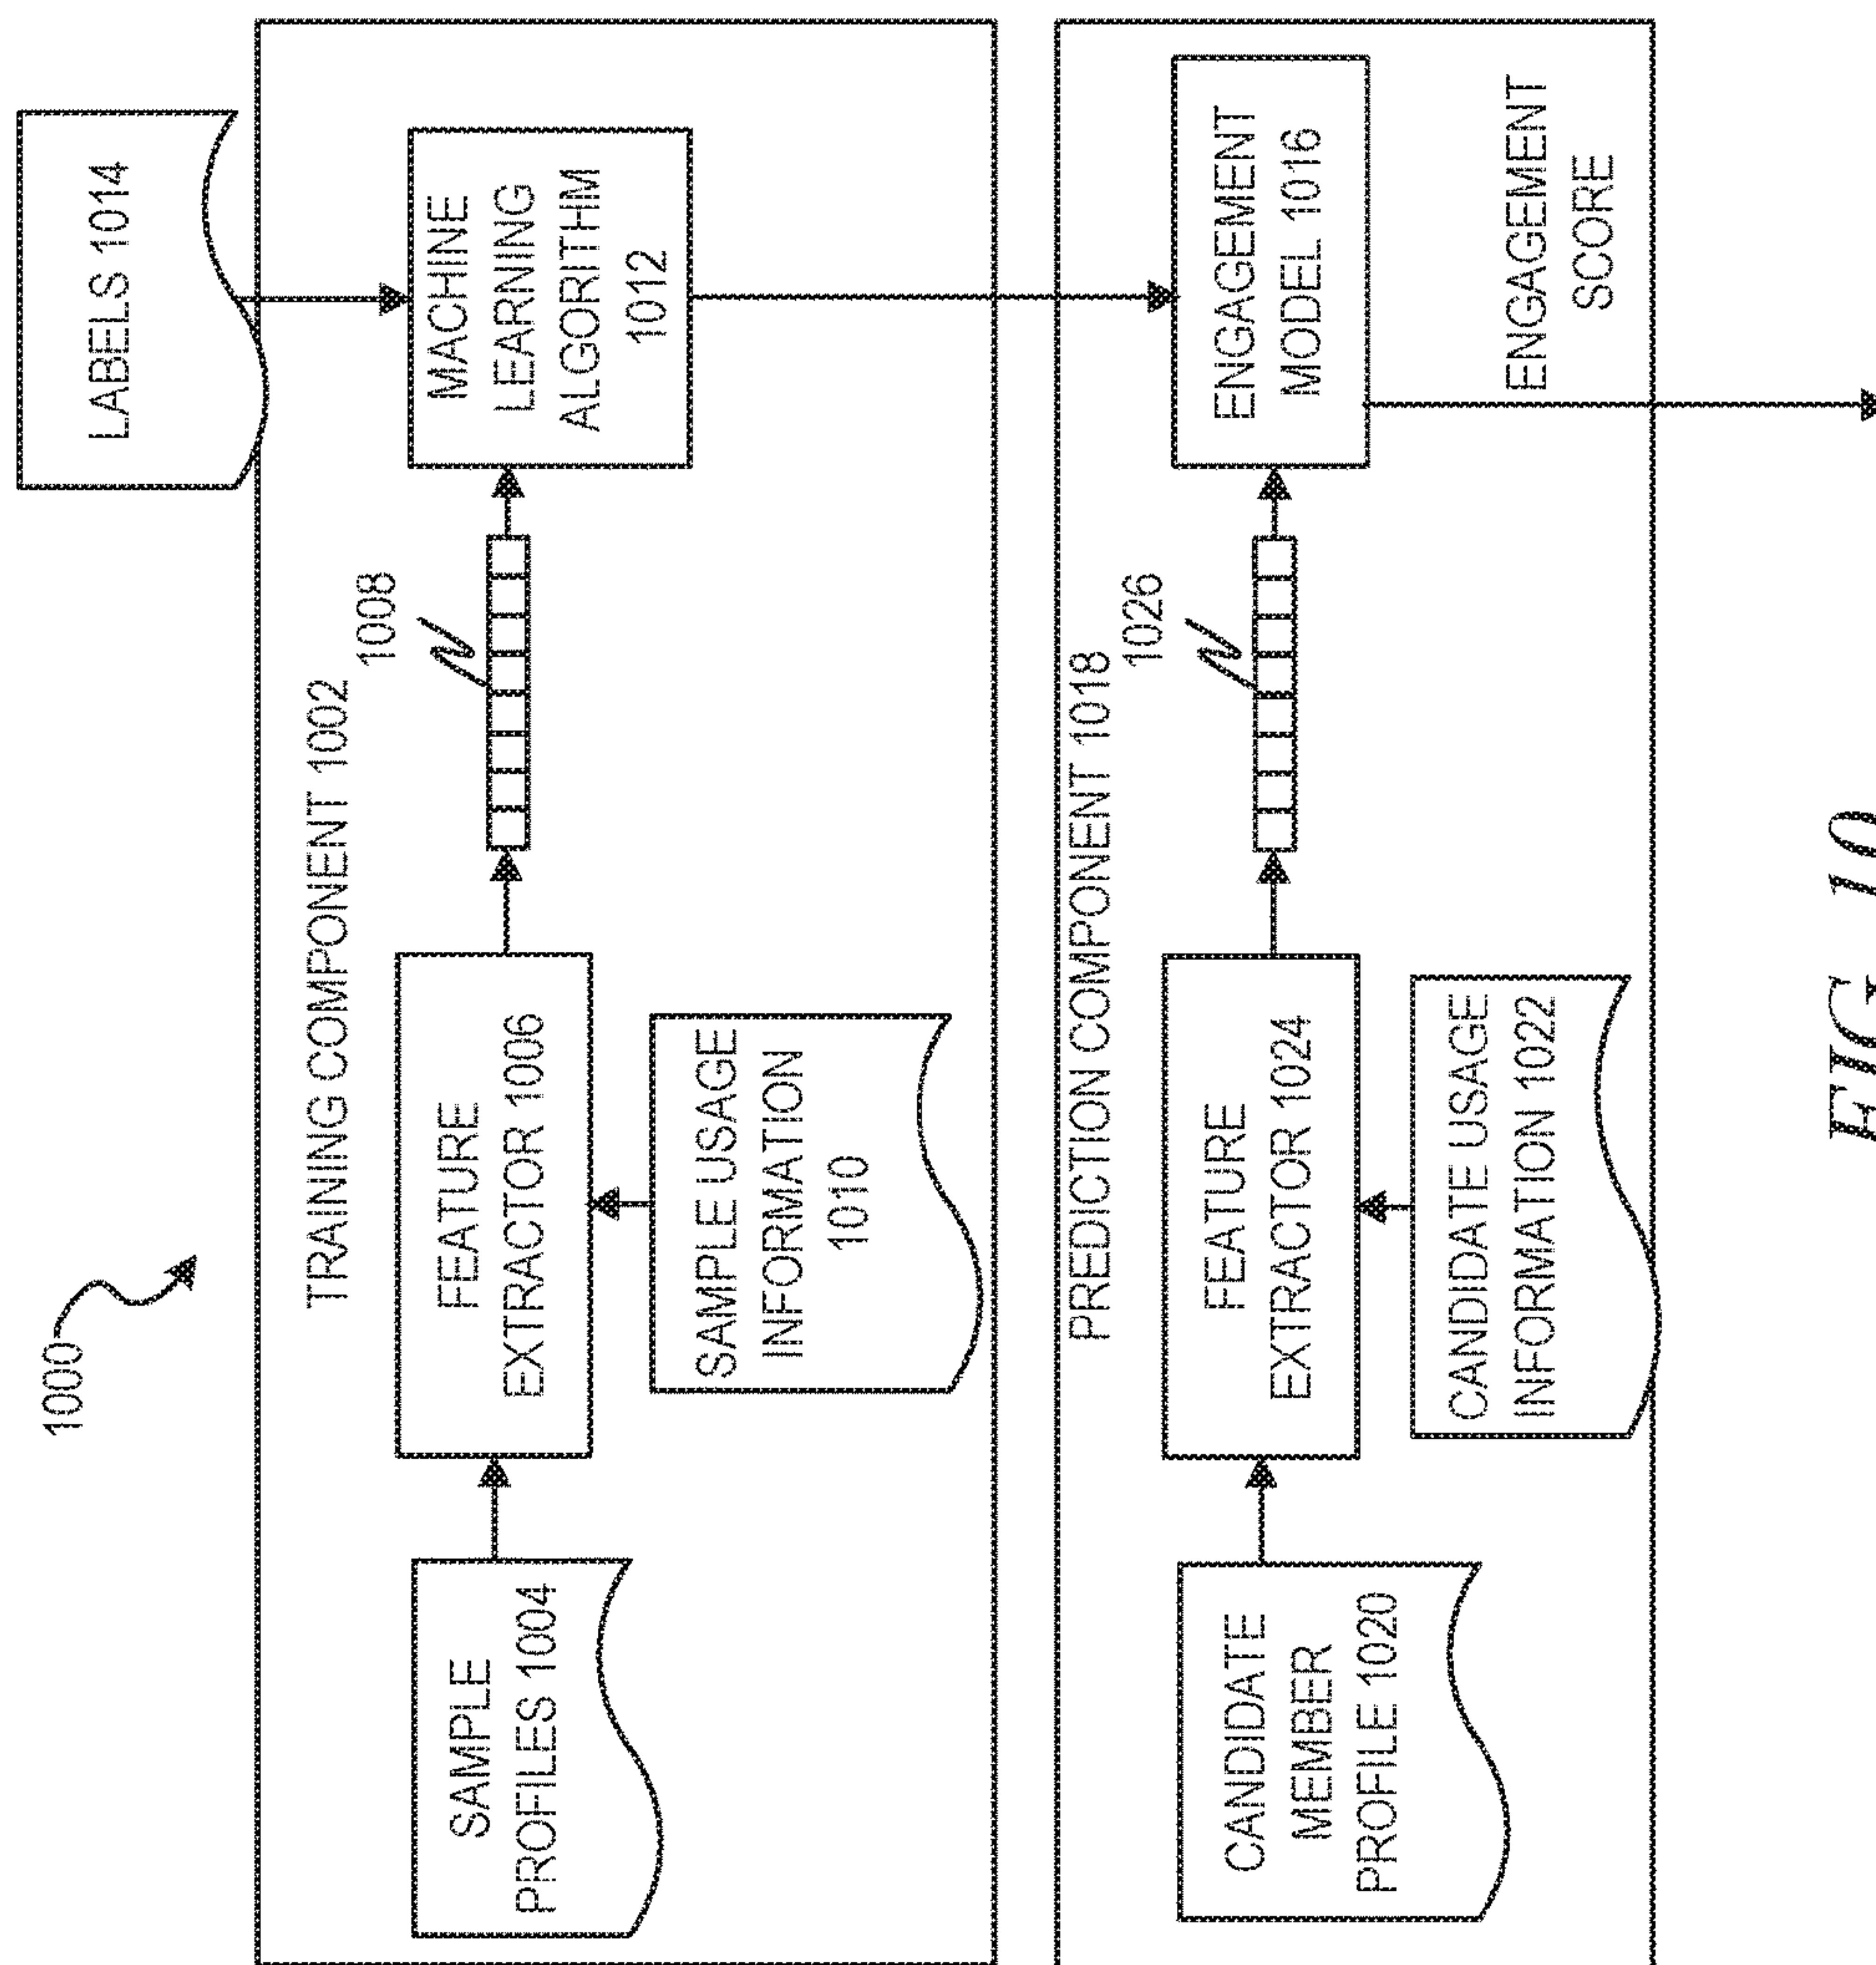 1000
LABELS 1014
TRAINING COMPONENT 1002
1008
SAMPLE
PROFILES 1004
FEATURE
EXTRACTOR 1006
MACHINE
LEARNING
ALGORITHM
1012
SAMPLE USAGE
INFORMATION
1010
PREDICTION COMPONENT 1018
1026
CANDIDATE
MEMBER
PROFILE 1020
FEATURE
EXTRACTOR 1024
ENGAGEMENT
MODEL 1016
CANDIDATE USAGE
INFORMATION 1022
ENGAGEMENT
SCORE
FIG. 10